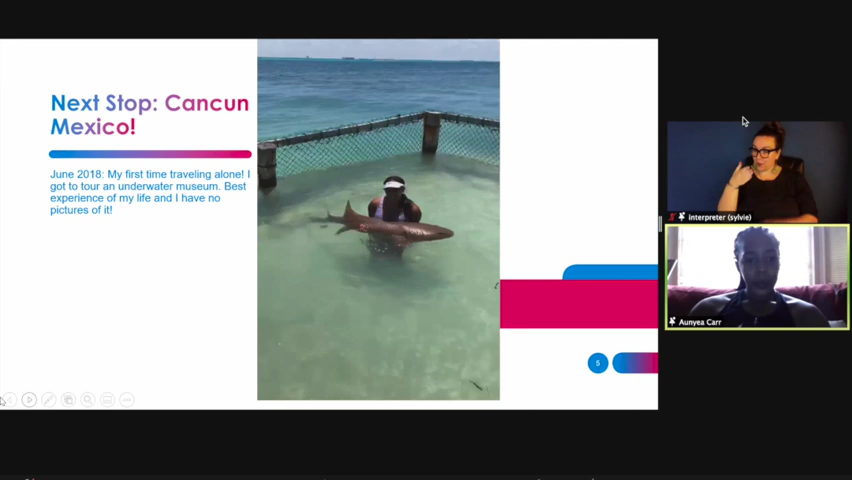 Next Stop: Cancun
Mexico!
June 2018: My first time traveling alone! I
got to tour an underwater museum. Best
experience of my life and I have no
pictures of it!
5
interpreter (sylvie)
Aunyea Carr